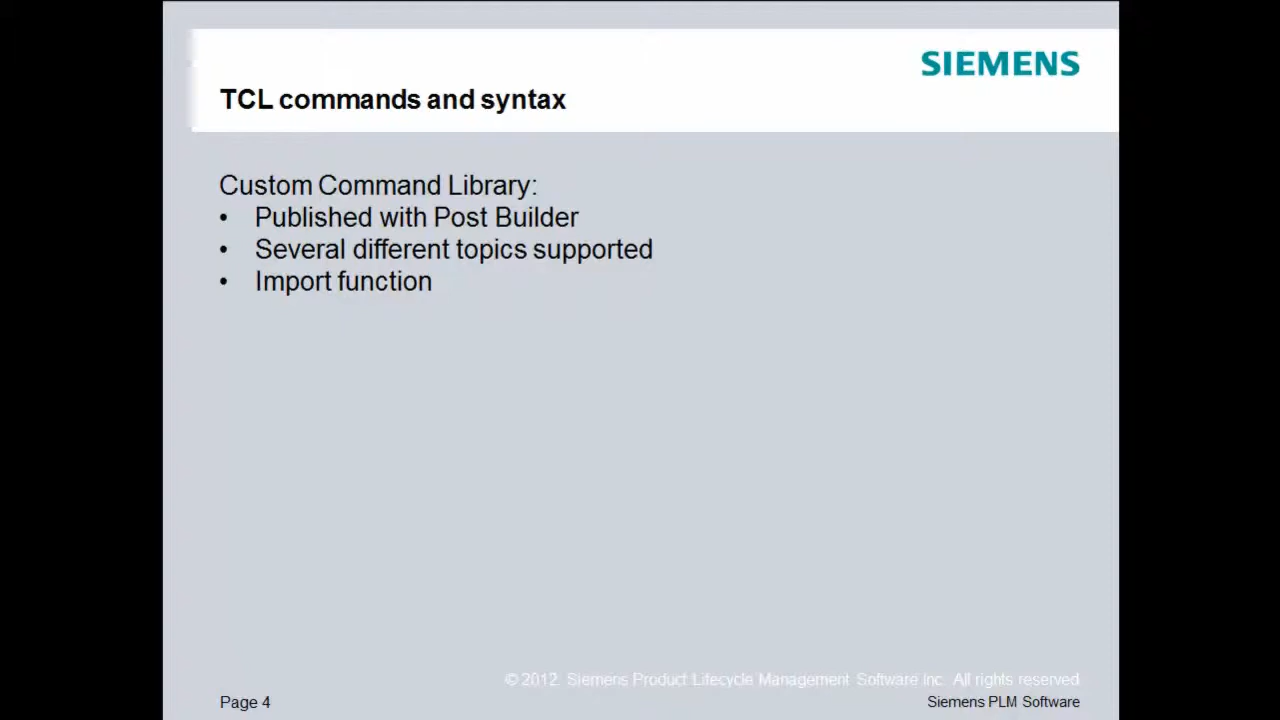 SIEMENS
TCL commands and syntax
Custom Command Library:
• Published with Post Builder
• Several different topics supported
• Import function
© 2012. Siemens Product Lifecycle Management Software inc. All rights reserved
Page 4
Siemens PLM Software